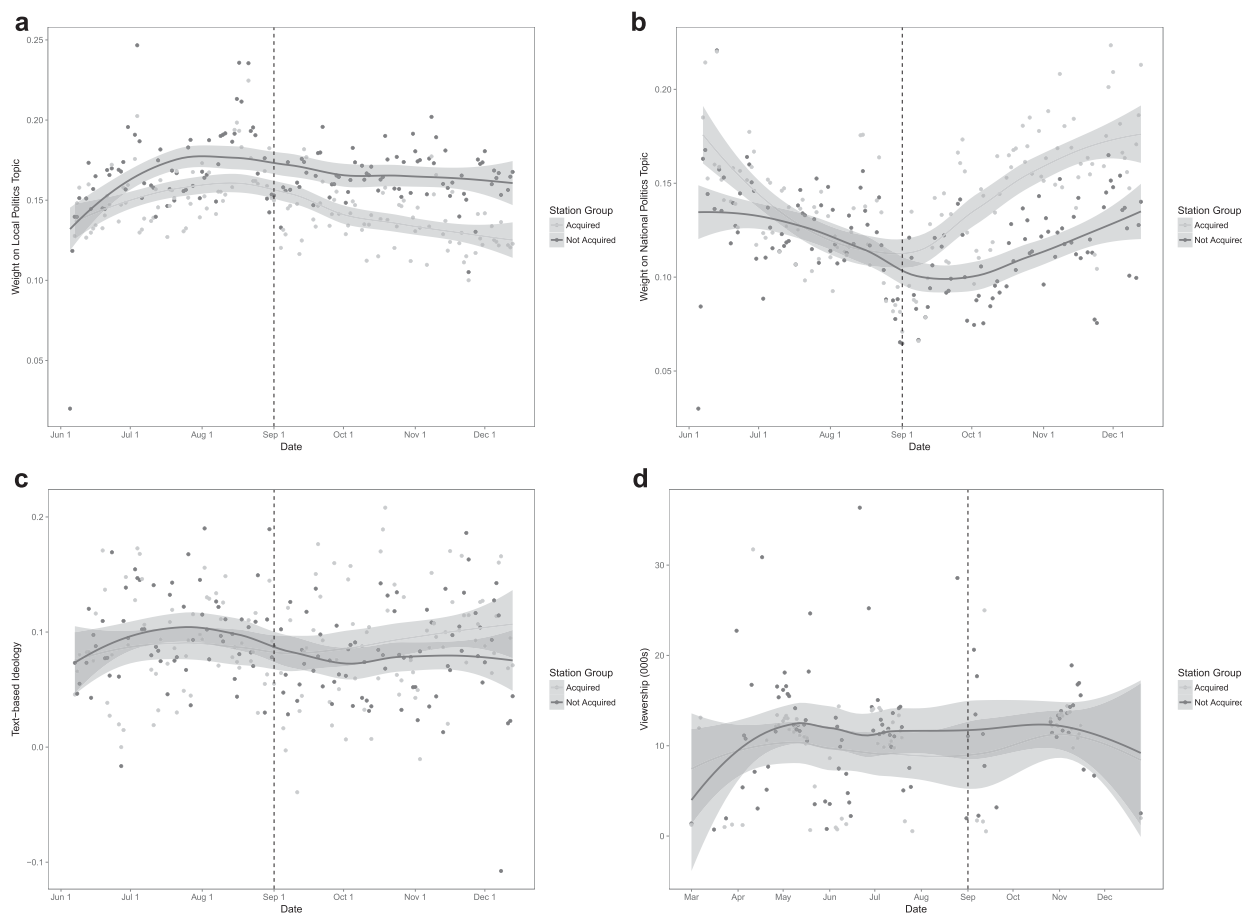 a
0.25
0.20
0.15
0.10
0.05
Weight on Local Politics Topic
Jun 1 Jul 1 Aug 1 Sep 1 Oct 1 Nov 1 Dec 1
Date
Station Group
Acquired
Not Acquired
b
0.20
0.15
0.10
0.05
Weight on National Politics Topic
Jun 1 Jul 1 Aug 1 Sep 1 Oct 1 Nov 1 Dec 1
Date
Station Group
Acquired
Not Acquired
c
0.2
0.1
0.0
−0.1
Text−based Ideology
Jun 1 Jul 1 Aug 1 Sep 1 Oct 1 Nov 1 Dec 1
Date
Station Group
Acquired
Not Acquired
d
30
20
10
0
Viewership (000s)
Mar Apr May Jun Jul Aug Sep Oct Nov Dec
Date
Station Group
Acquired
Not Acquired